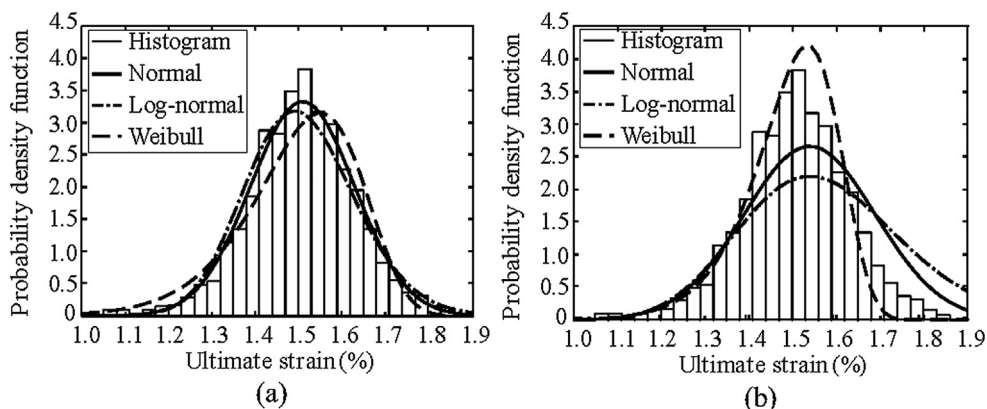 4.5
4.0
3.5
3.0
2.5
2.0
1.5
1.0
0.5
0
Probability density function
Histogram
Normal
Log-normal
Weibull
1.0 1.1 1.2 1.3 1.4 1.5 1.6 1.7 1.8 1.9
Ultimate strain (%)
(a)
4.5
4.0
3.5
3.0
2.5
2.0
1.5
1.0
0.5
0.0
Probability density function
Histogram
Normal
Log-normal
Weibull
1.0 1.1 1.2 1.3 1.4 1.5 1.6 1.7 1.8 1.9
Ultimate strain (%)
(b)